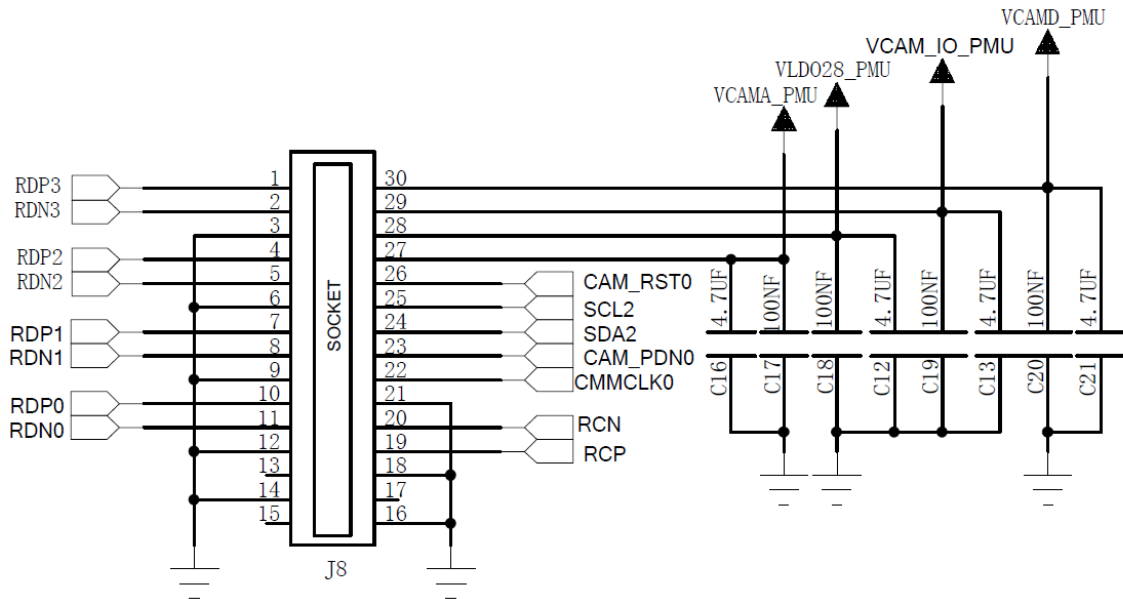 VCAMD_PMU
VCAM_IO_PMU
VLDO28_PMU
VCAMA_PMU
RDP3 1 30
RDN3 2 29
3 28
RDP2 4 27
RDN2 5 26 CAM_RST0
6 25 SCL2
RDP1 7 24 SDA2
RDN1 8 23 CAM_PDN0
9 22 CMMCLK0
RDP0 10 21
RDN0 11 20 RCN
12 19 RCP
13 18
14 17
15 16
SOCKET
J8
4.7UF
100NF
100NF
4.7UF
100NF
4.7UF
100NF
4.7UF
C16
C17
C18
C12
C19
C13
C20
C21